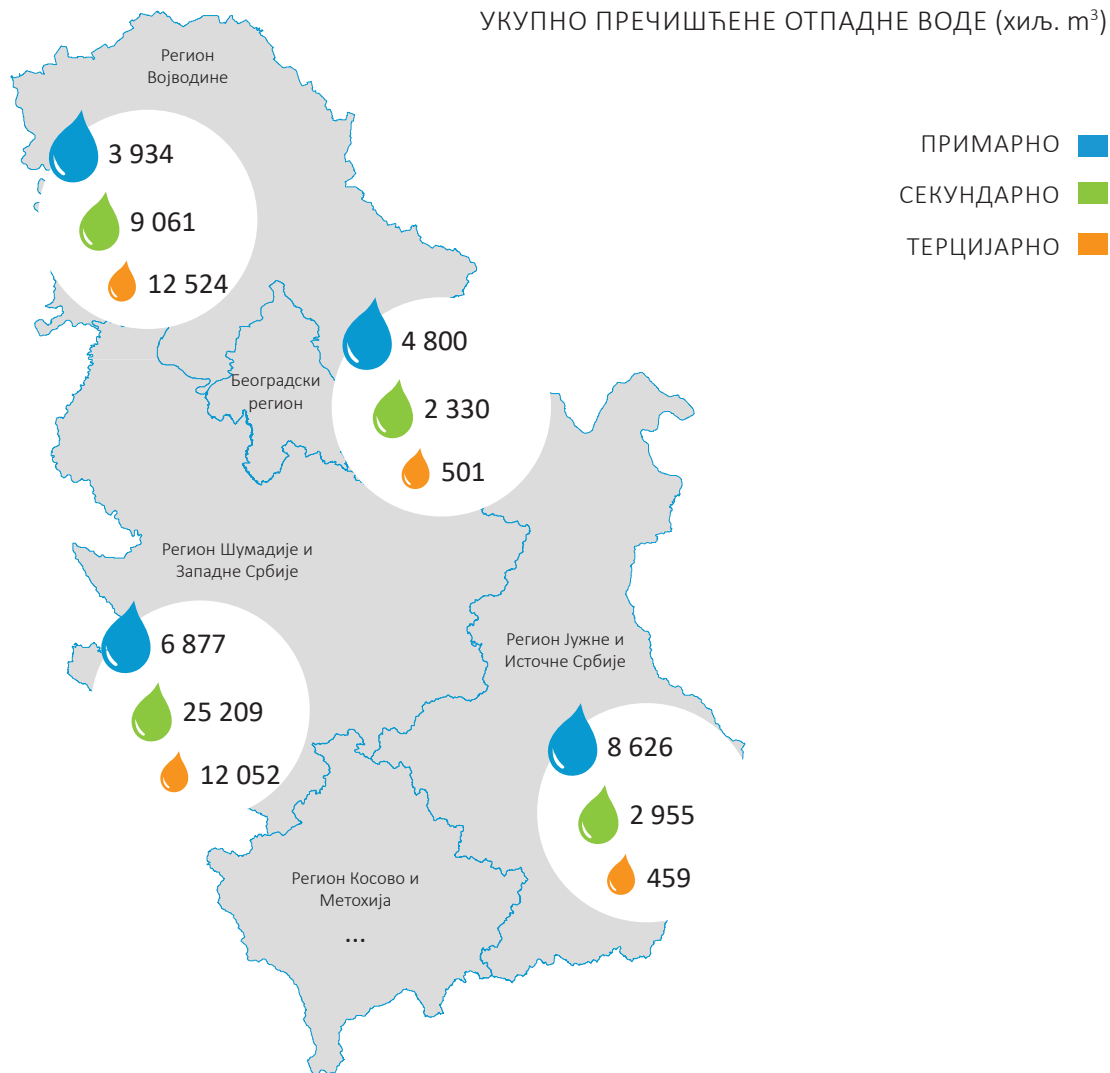 УКУПНО ПРЕЧИШЋЕНЕ ОТПАДНЕ ВОДЕ (хиљ. m³)
ПРИМАРНО
СЕКУНДАРНО
ТЕРЦИЈАРНО
Регион
Војводине
3 934
9 061
12 524
Београдски
регион
4 800
2 330
501
Регион Шумадије и
Западне Србије
6 877
25 209
12 052
Регион Јужне и
Источне Србије
8 626
2 955
459
Регион Косово и
Метохија
...